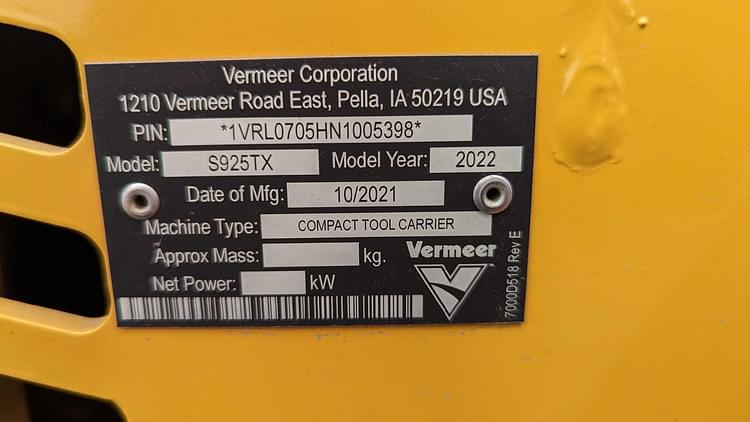 Vermeer Corporation
1210 Vermeer Road East, Pella, IA 50219 USA
PIN: *1VRL0705HN1005398*
Model: S925TX Model Year: 2022
Date of Mfg: 10/2021
Machine Type: COMPACT TOOL CARRIER
Approx Mass: kg.
Net Power: kW
Vermeer
7000D518 Rev E